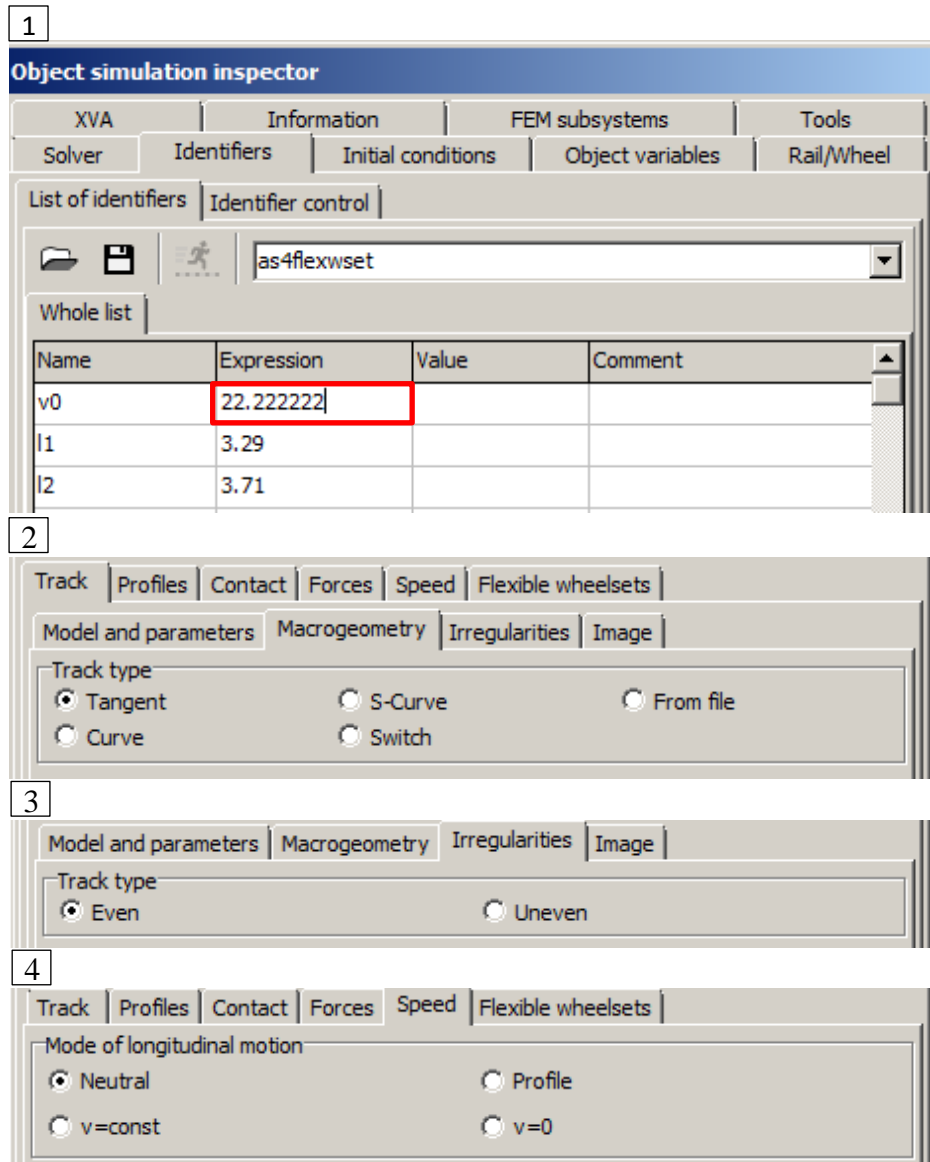 1
Object simulation inspector
XVA Information FEM subsystems Tools
Solver Identifiers Initial conditions Object variables Rail/Wheel
List of identifiers Identifier control
as4flexwset
Whole list
Name Expression Value Comment
v0 22.222222
l1 3.29
l2 3.71
2
Track Profiles Contact Forces Speed Flexible wheelsets
Model and parameters Macrogeometry Irregularities Image
Track type
Tangent S-Curve From file
Curve Switch
3
Model and parameters Macrogeometry Irregularities Image
Track type
Even Uneven
4
Track Profiles Contact Forces Speed Flexible wheelsets
Mode of longitudinal motion
Neutral Profile
v=const v=0